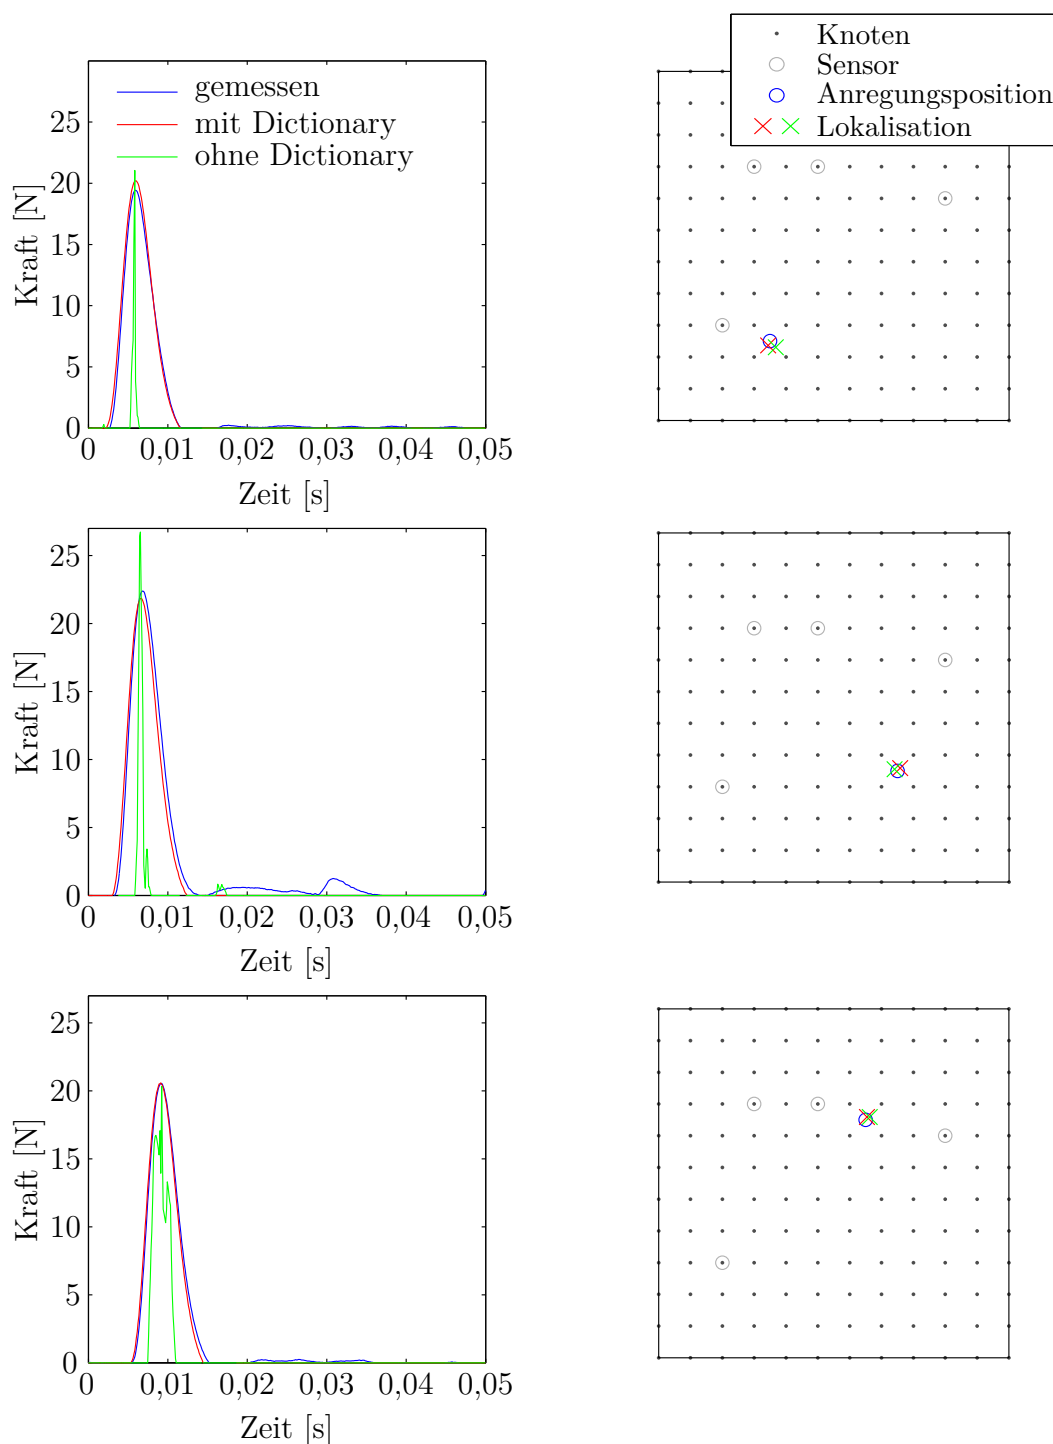 gemessen
mit Dictionary
ohne Dictionary
25
20
15
10
5
0
Kraft [N]
0 0,01 0,02 0,03 0,04 0,05
Zeit [s]
Knoten
Sensor
Anregungsposition
Lokalisation
25
20
15
10
5
0
Kraft [N]
0 0,01 0,02 0,03 0,04 0,05
Zeit [s]
25
20
15
10
5
0
Kraft [N]
0 0,01 0,02 0,03 0,04 0,05
Zeit [s]